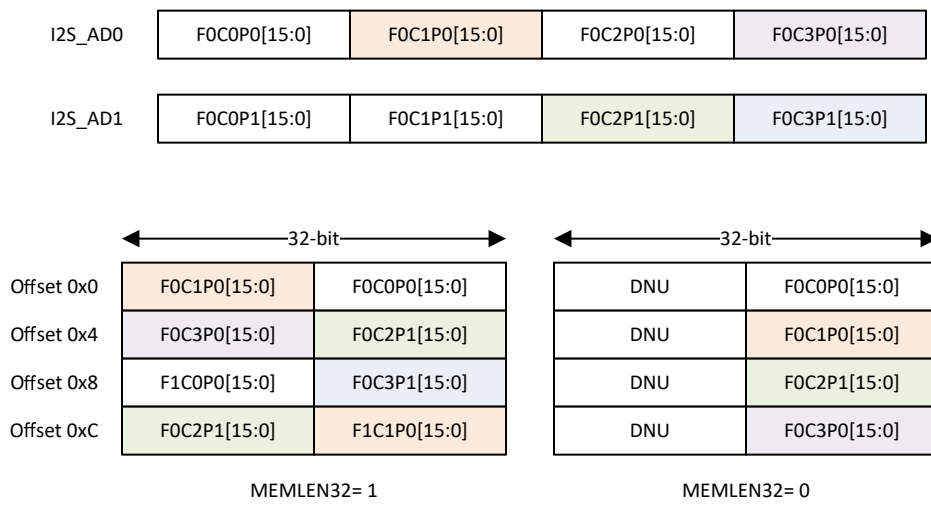 I2S_AD0 F0C0P0[15:0] F0C1P0[15:0] F0C2P0[15:0] F0C3P0[15:0]
I2S_AD1 F0C0P1[15:0] F0C1P1[15:0] F0C2P1[15:0] F0C3P1[15:0]
32-bit 32-bit
Offset 0x0 F0C1P0[15:0] F0C0P0[15:0] DNU F0C0P0[15:0]
Offset 0x4 F0C3P0[15:0] F0C2P1[15:0] DNU F0C1P0[15:0]
Offset 0x8 F1C0P0[15:0] F0C3P1[15:0] DNU F0C2P1[15:0]
Offset 0xC F0C2P1[15:0] F1C1P0[15:0] DNU F0C3P0[15:0]
MEMLEN32= 1 MEMLEN32= 0